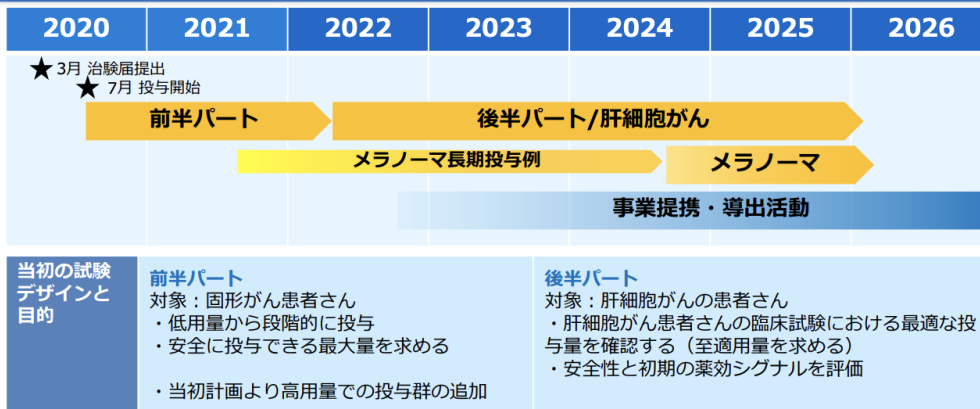 2020 2021 2022 2023 2024 2025 2026
★ 3月 治験届提出
★ 7月 投与開始
前半パート 後半パート/肝細胞がん
メラノーマ長期投与例 メラノーマ
事業提携・導出活動
当初の試験
デザインと
目的
前半パート
対象：固形がん患者さん
・低用量から段階的に投与
・安全に投与できる最大量を求める
・当初計画より高用量での投与群の追加
後半パート
対象：肝細胞がんの患者さん
・肝細胞がん患者さんの臨床試験における最適な投
与量を確認する（至適用量を求める）
・安全性と初期の薬効シグナルを評価